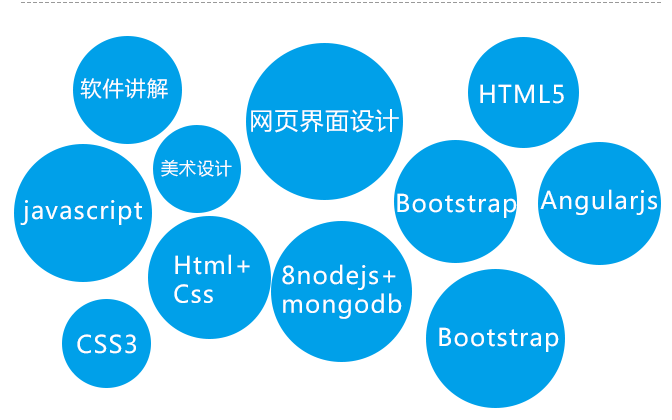 软件讲解
网页界面设计
HTML5
美术设计
javascript
Bootstrap
Angularjs
Html+
Css
8nodejs+
mongodb
CSS3
Bootstrap